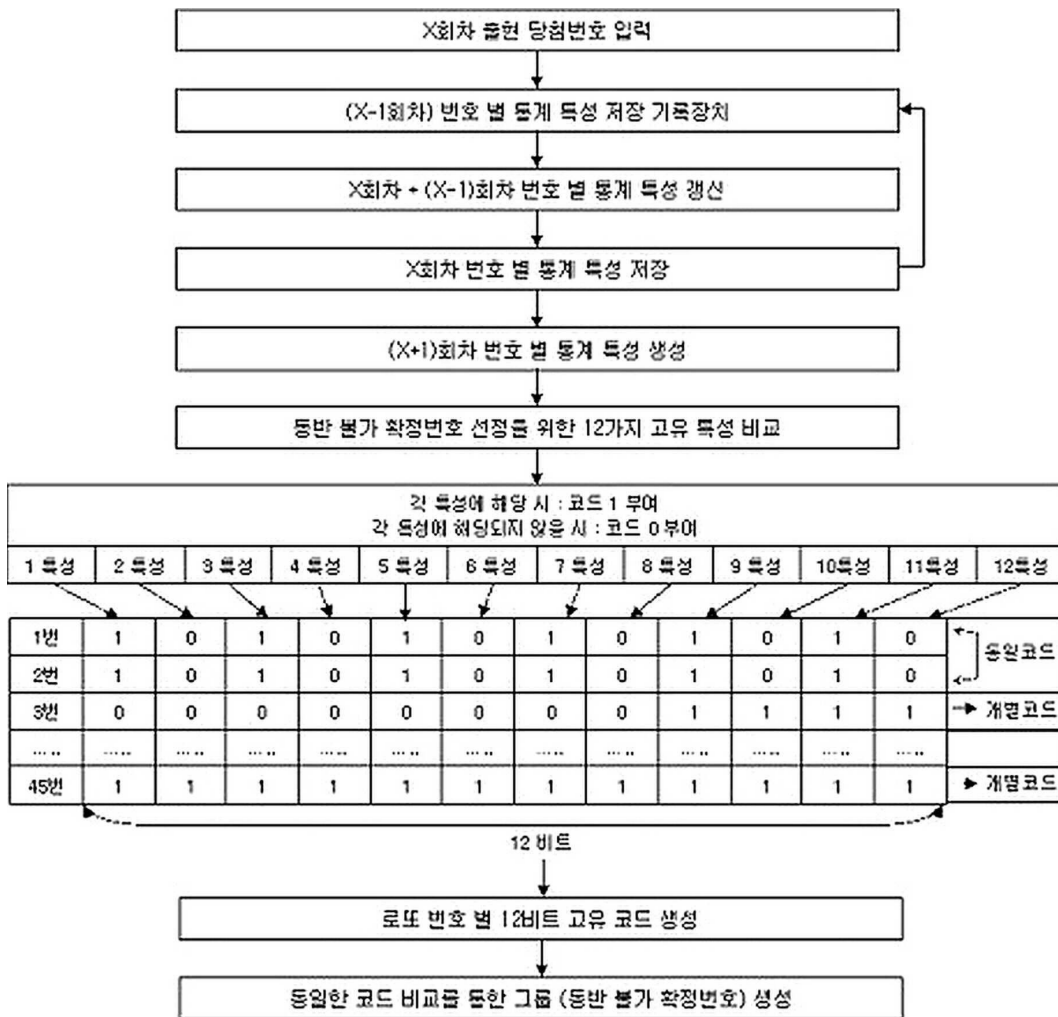 X회차 출현 당첨번호 입력
(X-1회차) 번호 별 통계 특성 저장 기록장치
X회차 + (X-1)회차 번호 별 통계 특성 갱신
X회차 번호 별 통계 특성 저장
(X+1)회차 번호 별 통계 특성 생성
동반 불가 확정번호 선정를 위한 12가지 고유 특성 비교
각 특성에 해당 시 : 코드 1 부여
각 특성에 해당되지 않을 시 : 코드 0 부여
1 특성 2 특성 3 특성 4 특성 5 특성 6 특성 7 특성 8 특성 9 특성 10특성 11특성 12특성
1번 1 0 1 0 1 0 1 0 1 0 1 0
동일코드
2번 1 0 1 0 1 0 1 0 1 0 1 0
3번 0 0 0 0 0 0 0 0 1 1 1 1 개별코드
..... ..... ..... ..... ..... ..... ..... ..... ..... ..... ..... ..... .....
45번 1 1 1 1 1 1 1 1 1 1 1 1 개별코드
12 비트
로또 번호 별 12비트 고유 코드 생성
동일한 코드 비교를 통한 그룹 (동반 불가 확정번호) 생성